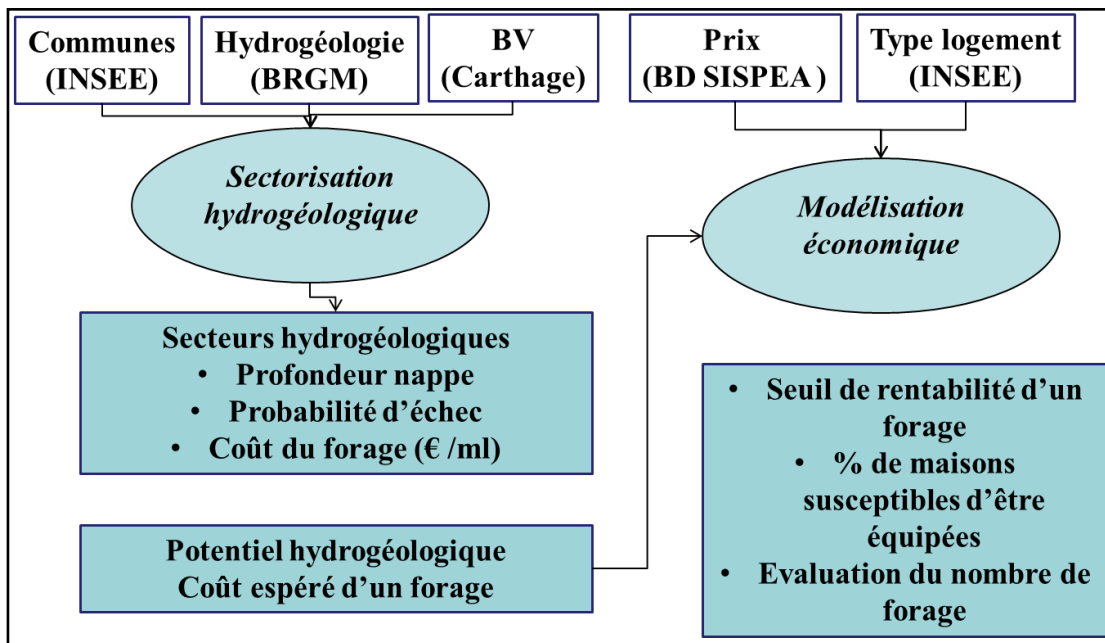 Communes
(INSEE)
Hydrogéologie
(BRGM)
BV
(Carthage)
Prix
(BD SISPEA )
Type logement
(INSEE)
Sectorisation
hydrogéologique
Modélisation
économique
Secteurs hydrogéologiques
• Profondeur nappe
• Probabilité d'échec
• Coût du forage (€ /ml)
Potentiel hydrogéologique
Coût espéré d'un forage
• Seuil de rentabilité d'un
forage
• % de maisons
susceptibles d'être
équipées
• Evaluation du nombre de
forage